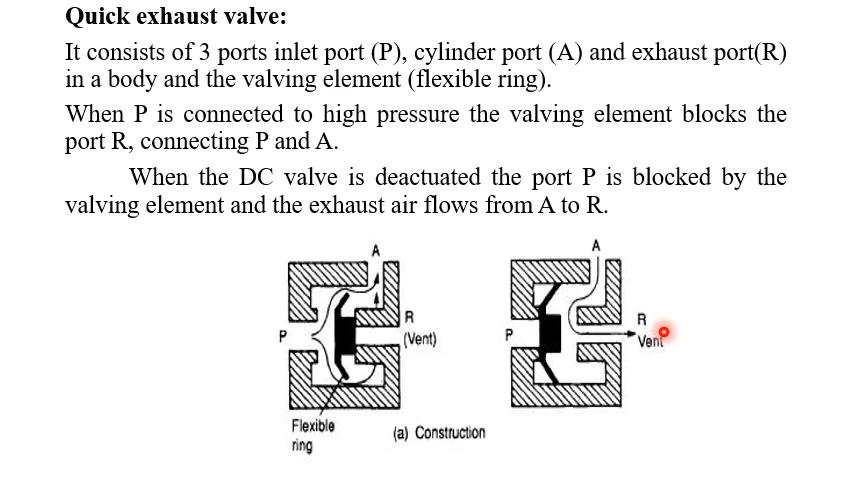 Quick exhaust valve:
It consists of 3 ports inlet port (P), cylinder port (A) and exhaust port(R)
in a body and the valving element (flexible ring).
When P is connected to high pressure the valving element blocks the
port R, connecting P and A.
When the DC valve is deactuated the port P is blocked by the
valving element and the exhaust air flows from A to R.
A
P
R
(Vent)
Flexible
ring
A
P
R
Vent
(a) Construction